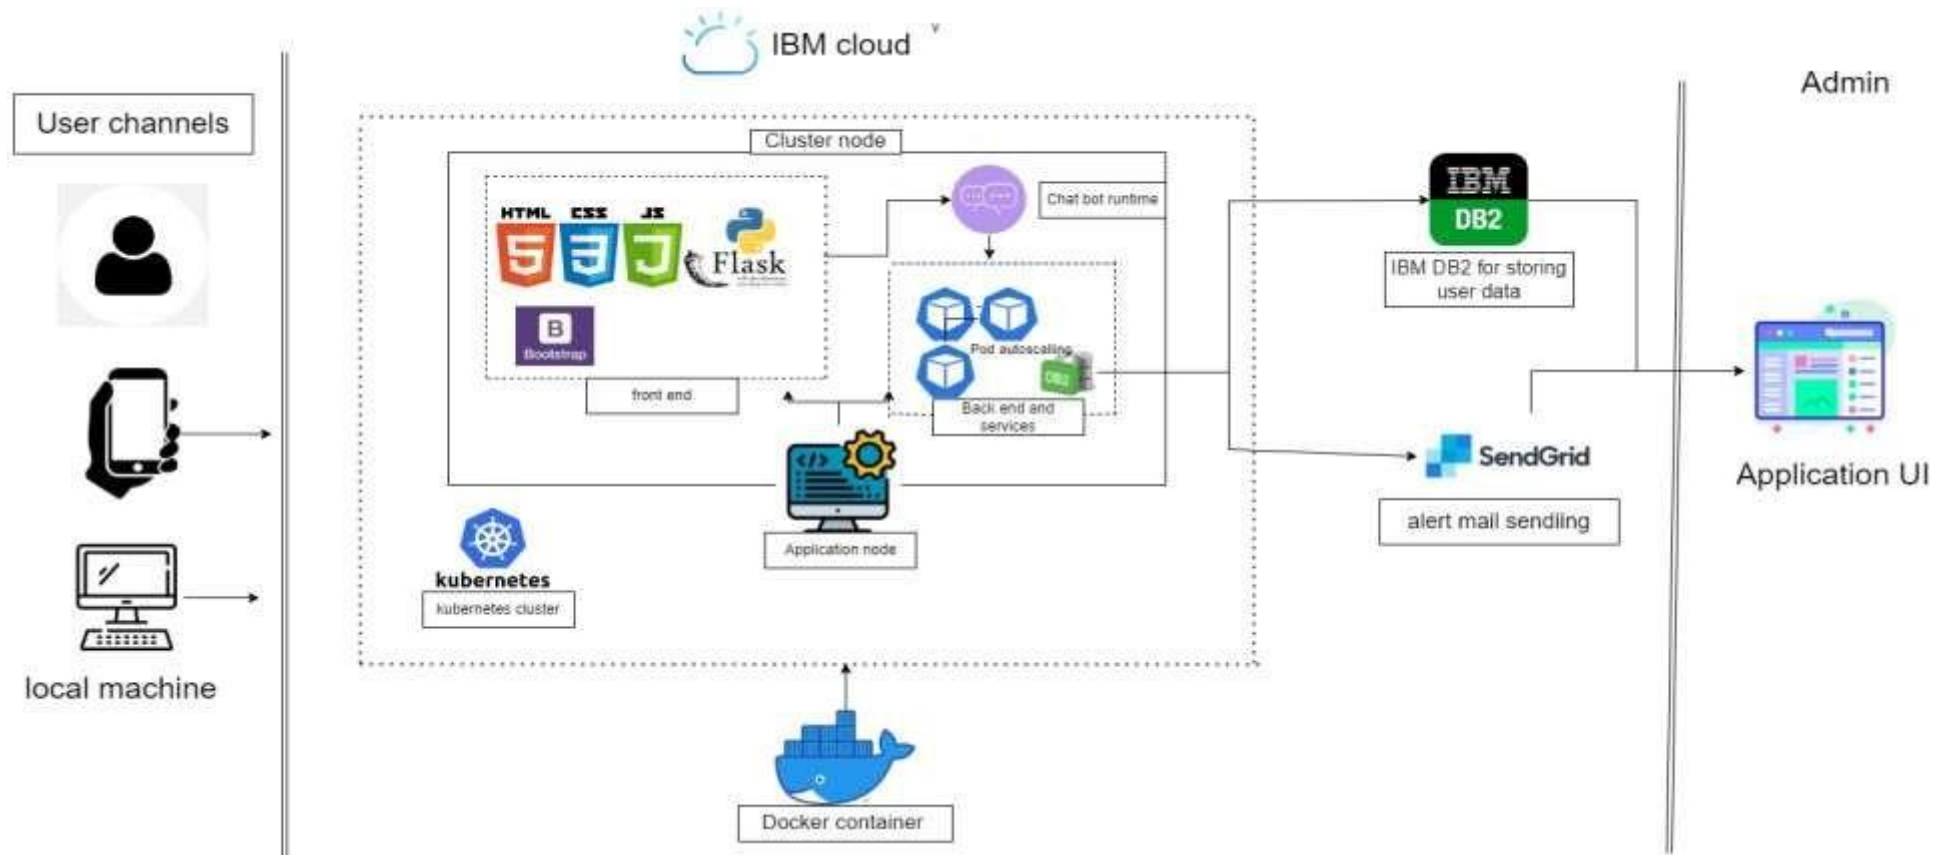 IBM cloud
v
User channels
Admin
Cluster node
HTML CSS JS
Flask
B
Bootstrap
front end
Chat bot runtime
Pod autoscalling
DB2
Back end and
services
Application node
kubernetes
kubernetes cluster
IBM
DB2
IBM DB2 for storing
user data
SendGrid
alert mail sendiing
Application UI
local machine
Docker container